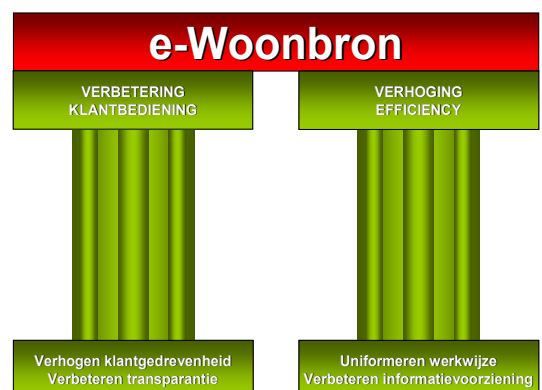 e-Woonbron
VERBETERING
KLANTBEDIENING
VERHOGING
EFFICIENCY
Verhogen klantgedrevenheid
Verbeteren transparantie
Uniformeren werkwijze
Verbeteren informatievoorziening